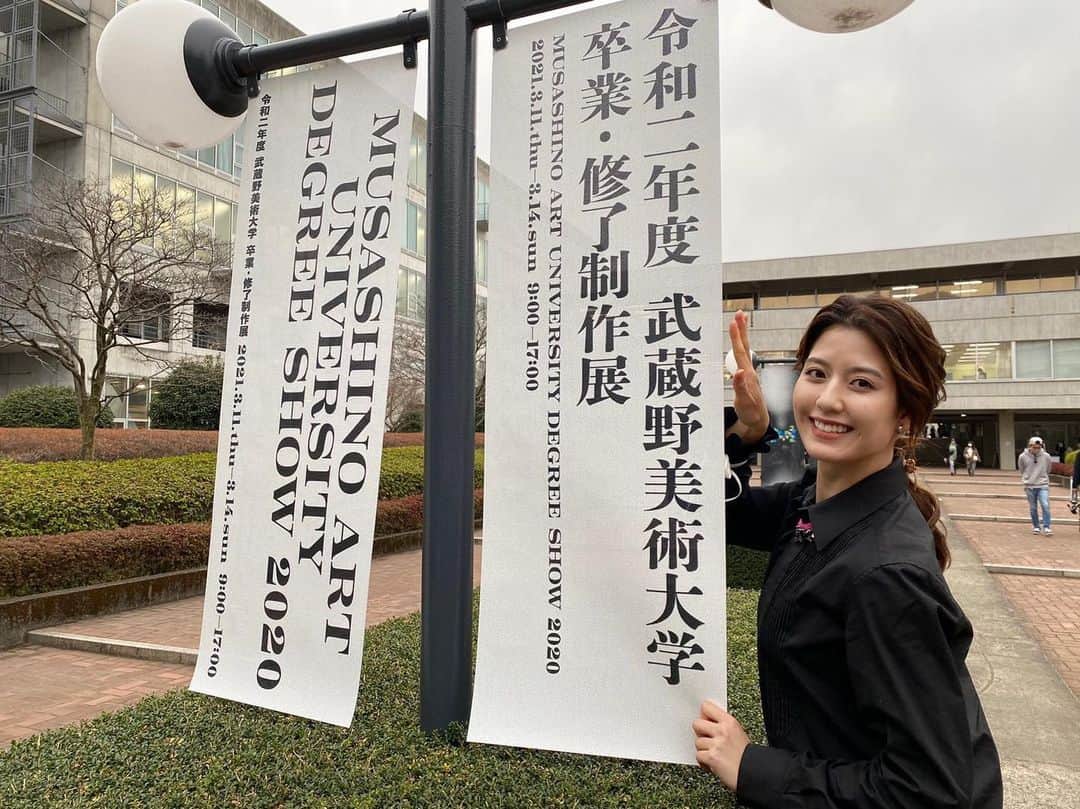 MUSASHINO ART
UNIVERSITY
DEGREE SHOW 2020
令和二年度 武蔵野美術大学 卒業・修了制作展 2021.3.11.thu—3.14.sun 9:00—17:00
令和二年度 武蔵野美術大学
卒業・修了制作展
MUSASHINO ART UNIVERSITY DEGREE SHOW 2020
2021.3.11.thu—3.14.sun 9:00—17:00